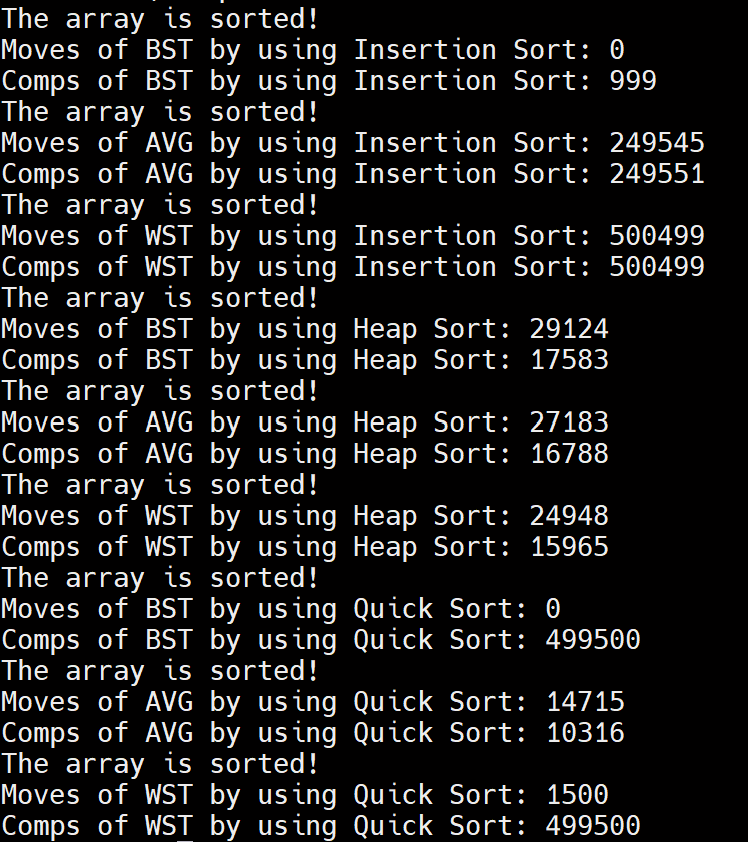 The array is sorted!
Moves of BST by using Insertion Sort: 0
Comps of BST by using Insertion Sort: 999
The array is sorted!
Moves of AVG by using Insertion Sort: 249545
Comps of AVG by using Insertion Sort: 249551
The array is sorted!
Moves of WST by using Insertion Sort: 500499
Comps of WST by using Insertion Sort: 500499
The array is sorted!
Moves of BST by using Heap Sort: 29124
Comps of BST by using Heap Sort: 17583
The array is sorted!
Moves of AVG by using Heap Sort: 27183
Comps of AVG by using Heap Sort: 16788
The array is sorted!
Moves of WST by using Heap Sort: 24948
Comps of WST by using Heap Sort: 15965
The array is sorted!
Moves of BST by using Quick Sort: 0
Comps of BST by using Quick Sort: 499500
The array is sorted!
Moves of AVG by using Quick Sort: 14715
Comps of AVG by using Quick Sort: 10316
The array is sorted!
Moves of WST by using Quick Sort: 1500
Comps of WST by using Quick Sort: 499500